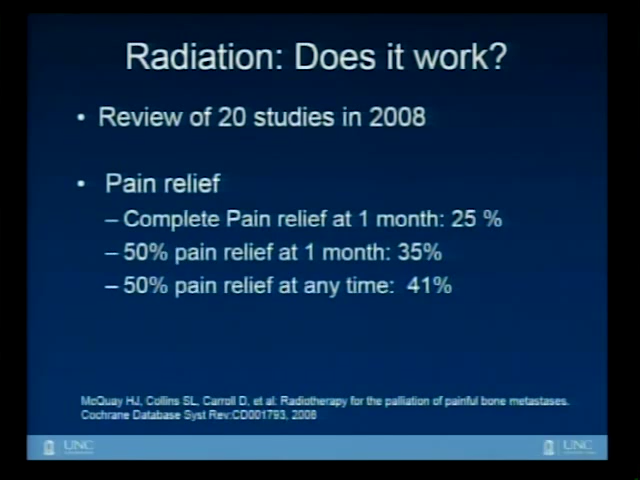 Radiation: Does it work?
• Review of 20 studies in 2008
• Pain relief
– Complete Pain relief at 1 month: 25 %
– 50% pain relief at 1 month: 35%
– 50% pain relief at any time: 41%
McQuay HJ, Collins SL, Carroll D, et al: Radiotherapy for the palliation of painful bone metastases.
Cochrane Database Syst Rev:CD001793, 2008
UNC
UNC